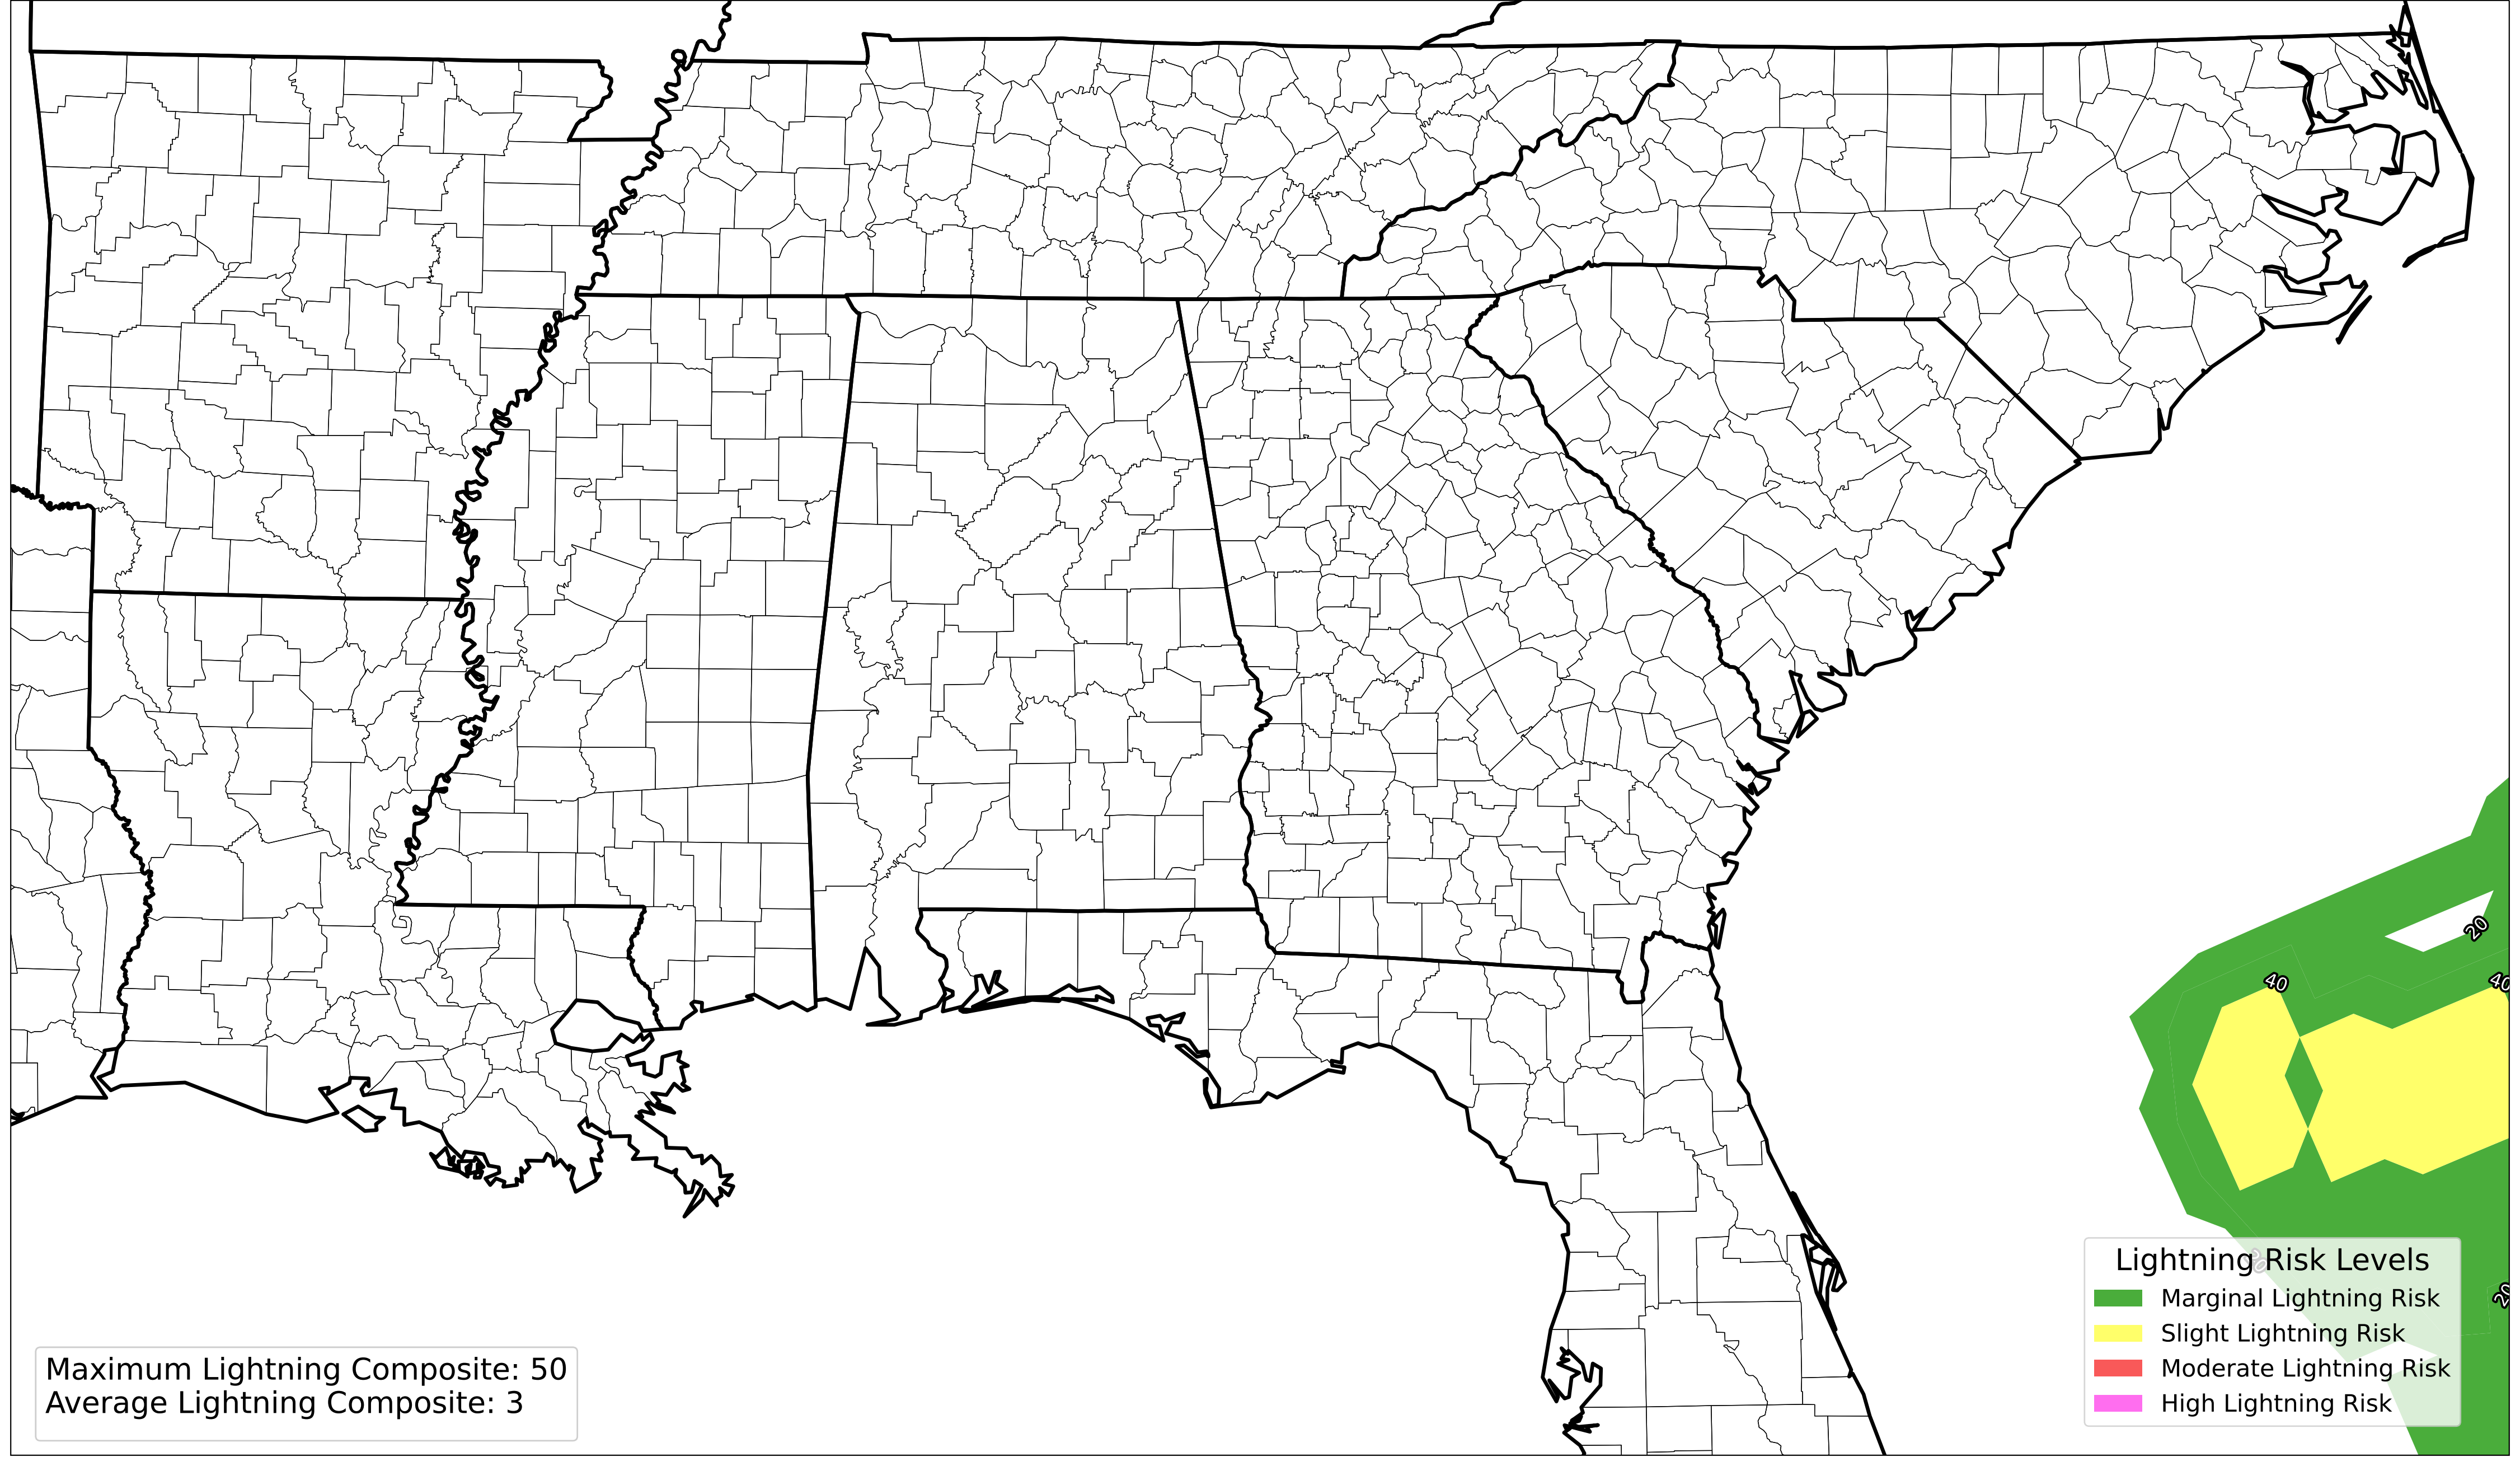 20
40
40
20
Lightning Risk Levels
Marginal Lightning Risk
Slight Lightning Risk
Moderate Lightning Risk
High Lightning Risk
Maximum Lightning Composite: 50
Average Lightning Composite: 3